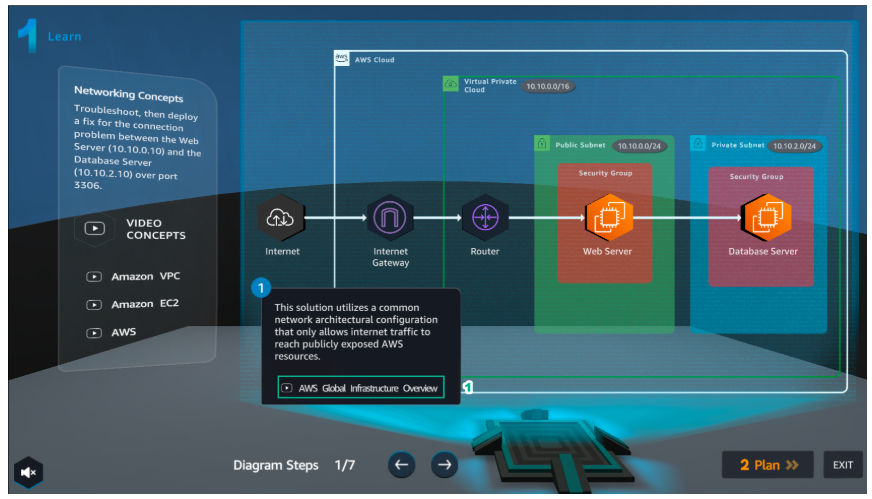 1 Learn
Networking Concepts
Troubleshoot, then deploy
a fix for the connection
problem between the Web
Server (10.10.0.10) and the
Database Server
(10.10.2.10) over port
3306.
VIDEO
CONCEPTS
Amazon VPC
Amazon EC2
AWS
aws AWS Cloud
Virtual Private
Cloud
10.10.0.0/16
Public Subnet 10.10.0.0/24
Private Subnet 10.10.2.0/24
Security Group
Security Group
Internet
Internet
Gateway
Router
Web Server
Database Server
1
This solution utilizes a common
network architectural configuration
that only allows internet traffic to
reach publicly exposed AWS
resources.
AWS Global Infrastructure Overview
1
Diagram Steps 1/7
2 Plan
EXIT